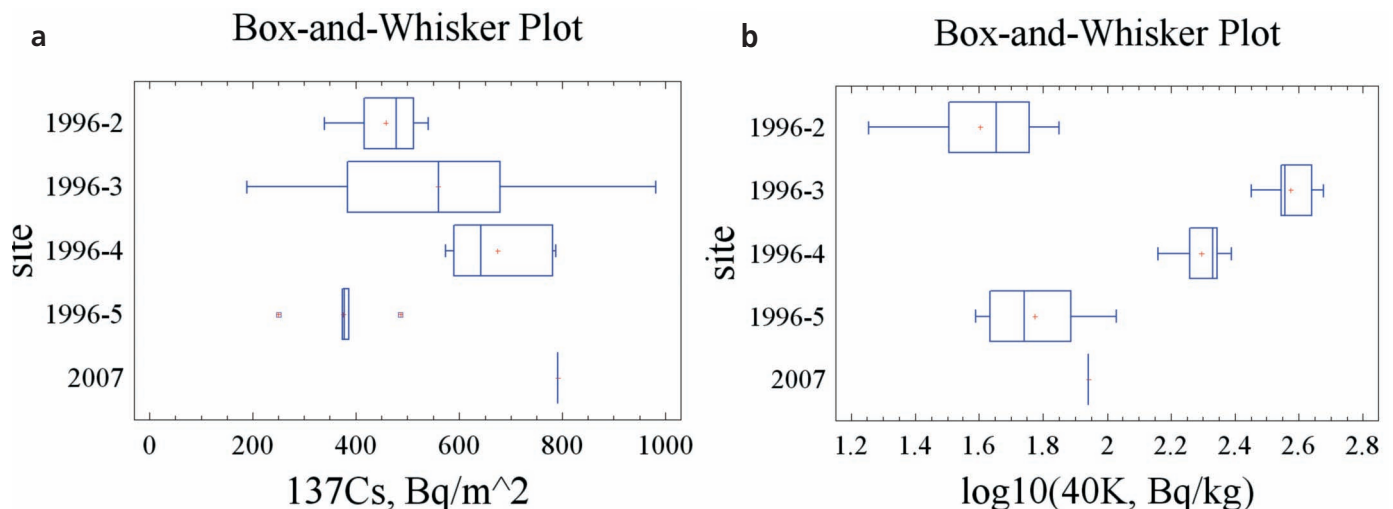 a
Box-and-Whisker Plot
site
1996-2
1996-3
1996-4
1996-5
2007
0 200 400 600 800 1000
137Cs, Bq/m^2
b
Box-and-Whisker Plot
site
1996-2
1996-3
1996-4
1996-5
2007
1.2 1.4 1.6 1.8 2 2.2 2.4 2.6 2.8
log10(40K, Bq/kg)